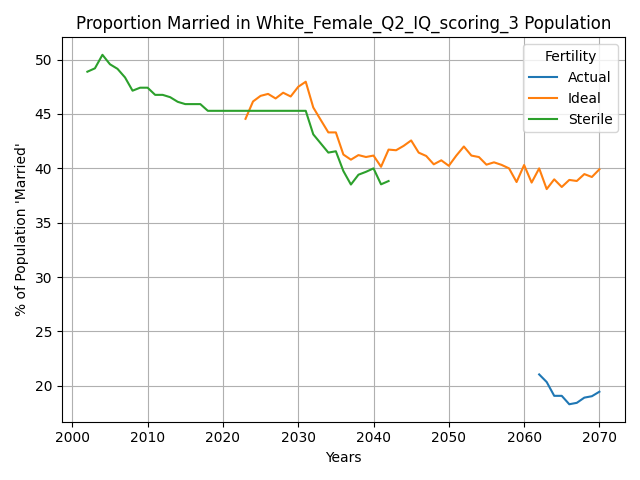 Proportion Married in White_Female_Q2_IQ_scoring_3 Population
% of Population 'Married'
50
45
40
35
30
25
20
Fertility
Actual
Ideal
Sterile
2000 2010 2020 2030 2040 2050 2060 2070
Years